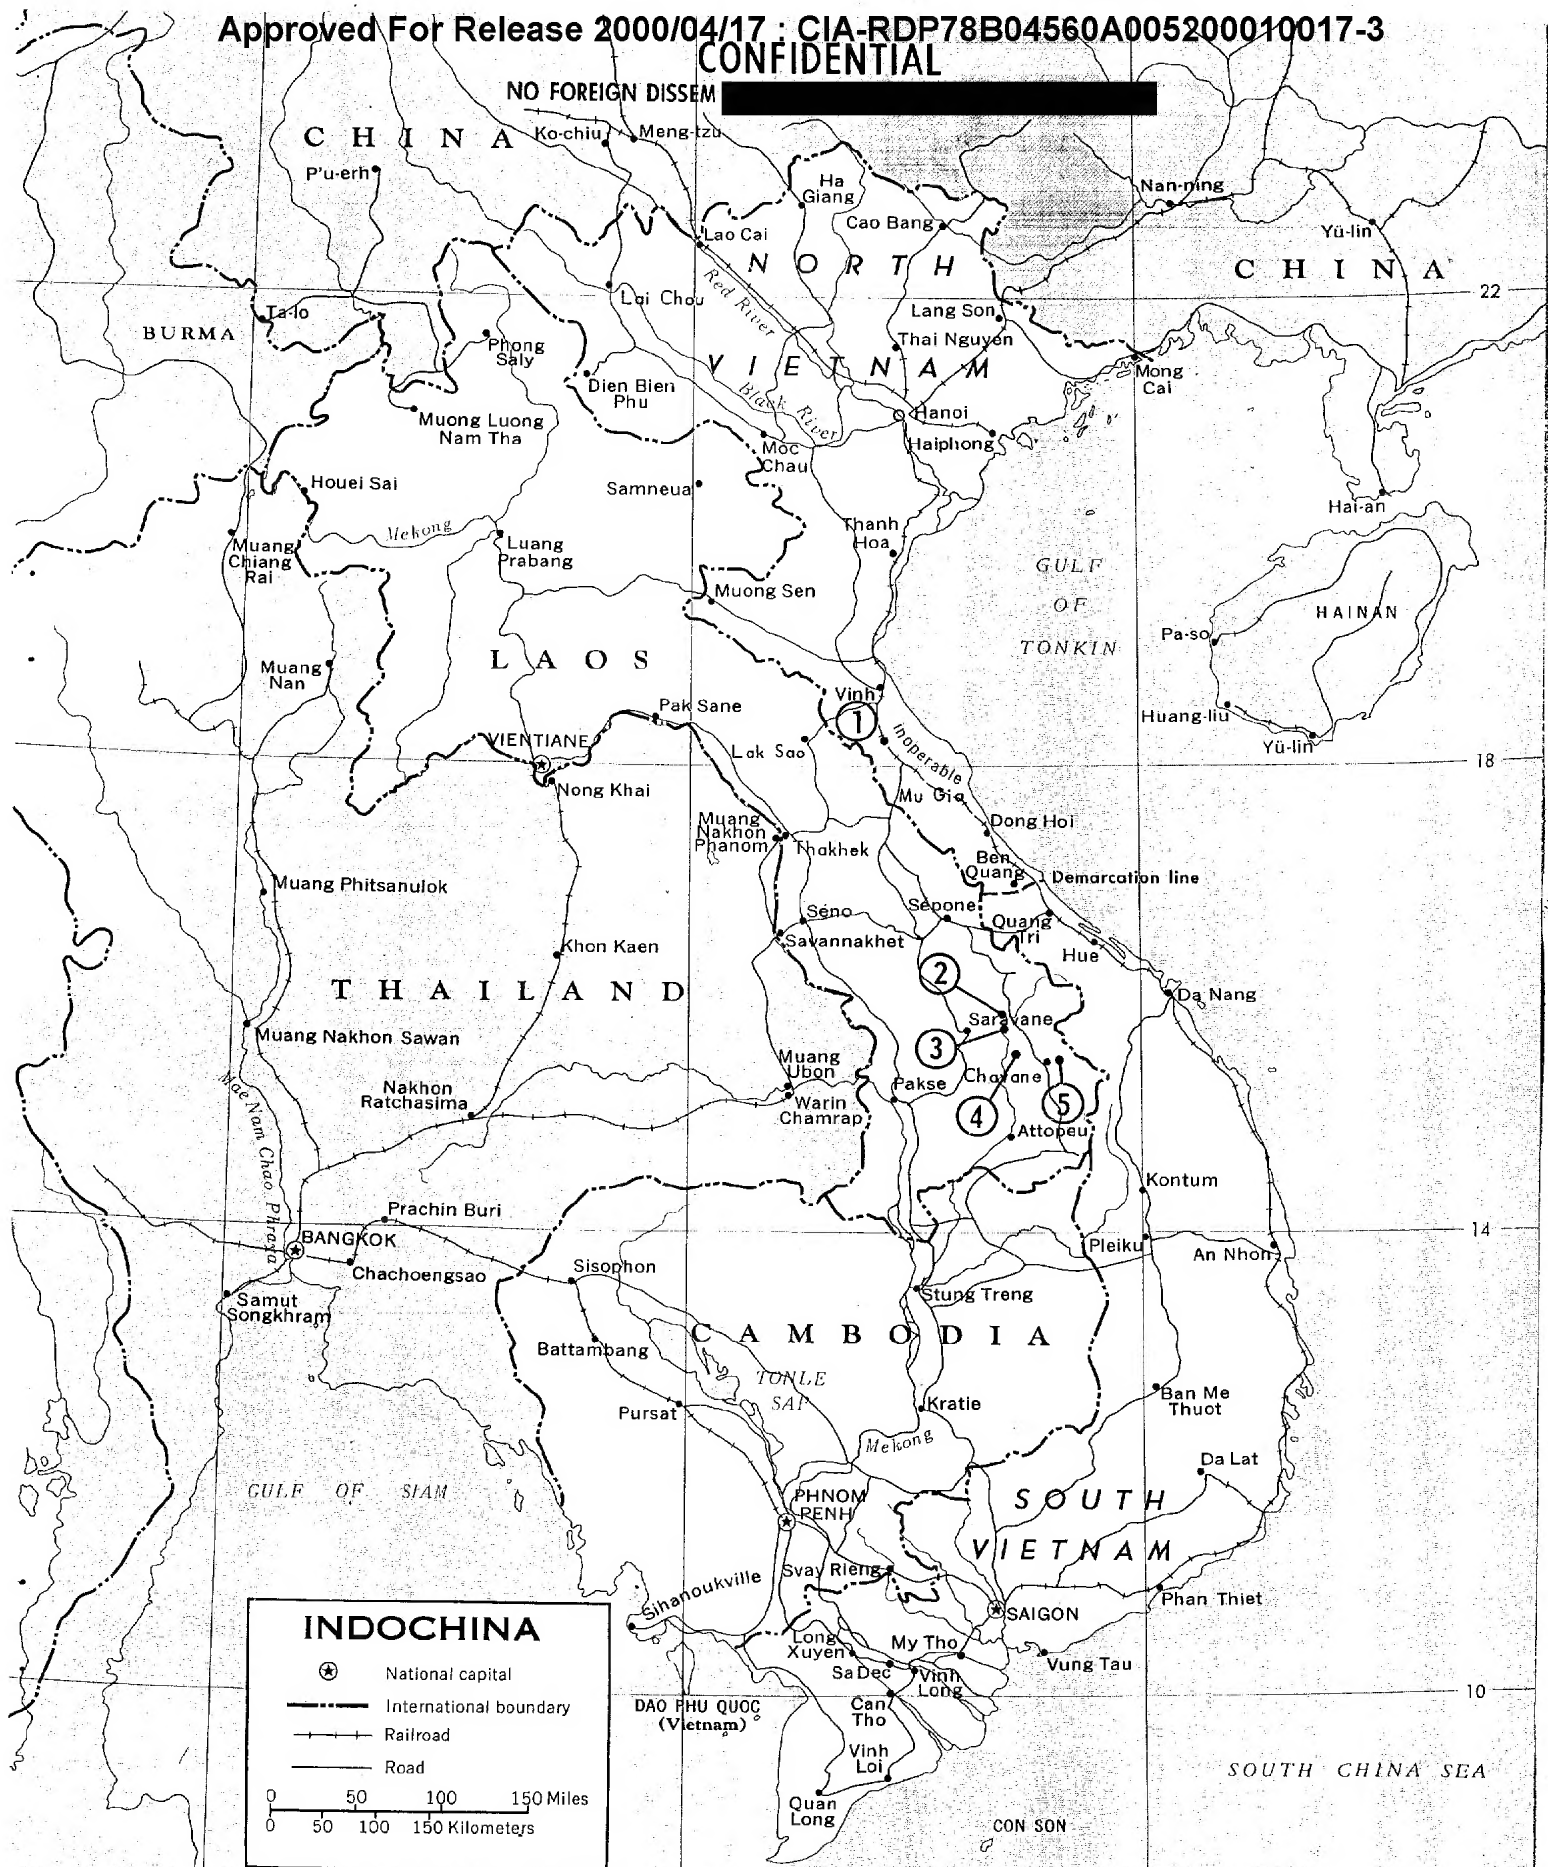 Approved For Release 2000/04/17 : CIA-RDP78B04560A005200010017-3
CONFIDENTIAL
NO FOREIGN DISSEM
CHINA
Ko-chiu
Meng-tzu
P'u-erh
Ha
Giang
Cao Bang
Nan-ning
Yü-lin
Lao Cai
NORTH
CHINA
Red River
Lai Chou
22
Ta-lo
BURMA
Lang Son
Phong
Saly
Thai Nguyen
VIETNAM
Mong
Cai
Dien Bien
Phu
Black River
Hanoi
Muong Luong
Nam Tha
Haiphong
Moc
Chau
Houei Sai
Samneua
Hai-an
Mekong
Thanh
Hoa
Muang
Chiang
Rai
Luang
Prabang
GULF
OF
TONKIN
Muong Sen
HAINAN
Pa-so
LAOS
Muang
Nan
Vinh
1
Pak Sane
Huang-liu
Yü-lin
VIENTIANE
Lak Sao
Inoperable
18
Nong Khai
Mu Gia
Muang
Nakhon
Phanom
Thakhek
Dong Hoi
Ben
Quang
Demarcation line
Muang Phitsanulok
Séno
Sépone
Quang
Tri
Savannakhet
Khon Kaen
Hue
2
THAILAND
Da Nang
Saravane
Muang Nakhon Sawan
3
Muang
Ubon
Mae Nam Chao Phraya
Nakhon
Ratchasima
Pakse
Chavane
Warin
Chamrap
4
5
Attopeu
Kontum
Prachin Buri
14
BANGKOK
Pleiku
An Nhon
Chachoengsao
Sisophon
Samut
Songkhram
Stung Treng
CAMBODIA
Battambang
TONLE
SAP
Ban Me
Thuot
Pursat
Kratie
Mekong
Da Lat
GULF OF SIAM
PHNOM
PENH
SOUTH
VIETNAM
Svay Rieng
Sihanoukville
Phan Thiet
SAIGON
Long
Xuyen
My Tho
Vung Tau
Sa Dec
Vinh
Long
DAO PHU QUOC
(Vietnam)
Can
Tho
10
Vinh
Loi
SOUTH CHINA SEA
Quan
Long
CON SON
INDOCHINA
National capital
International boundary
Railroad
Road
0 50 100 150 Miles
0 50 100 150 Kilometers